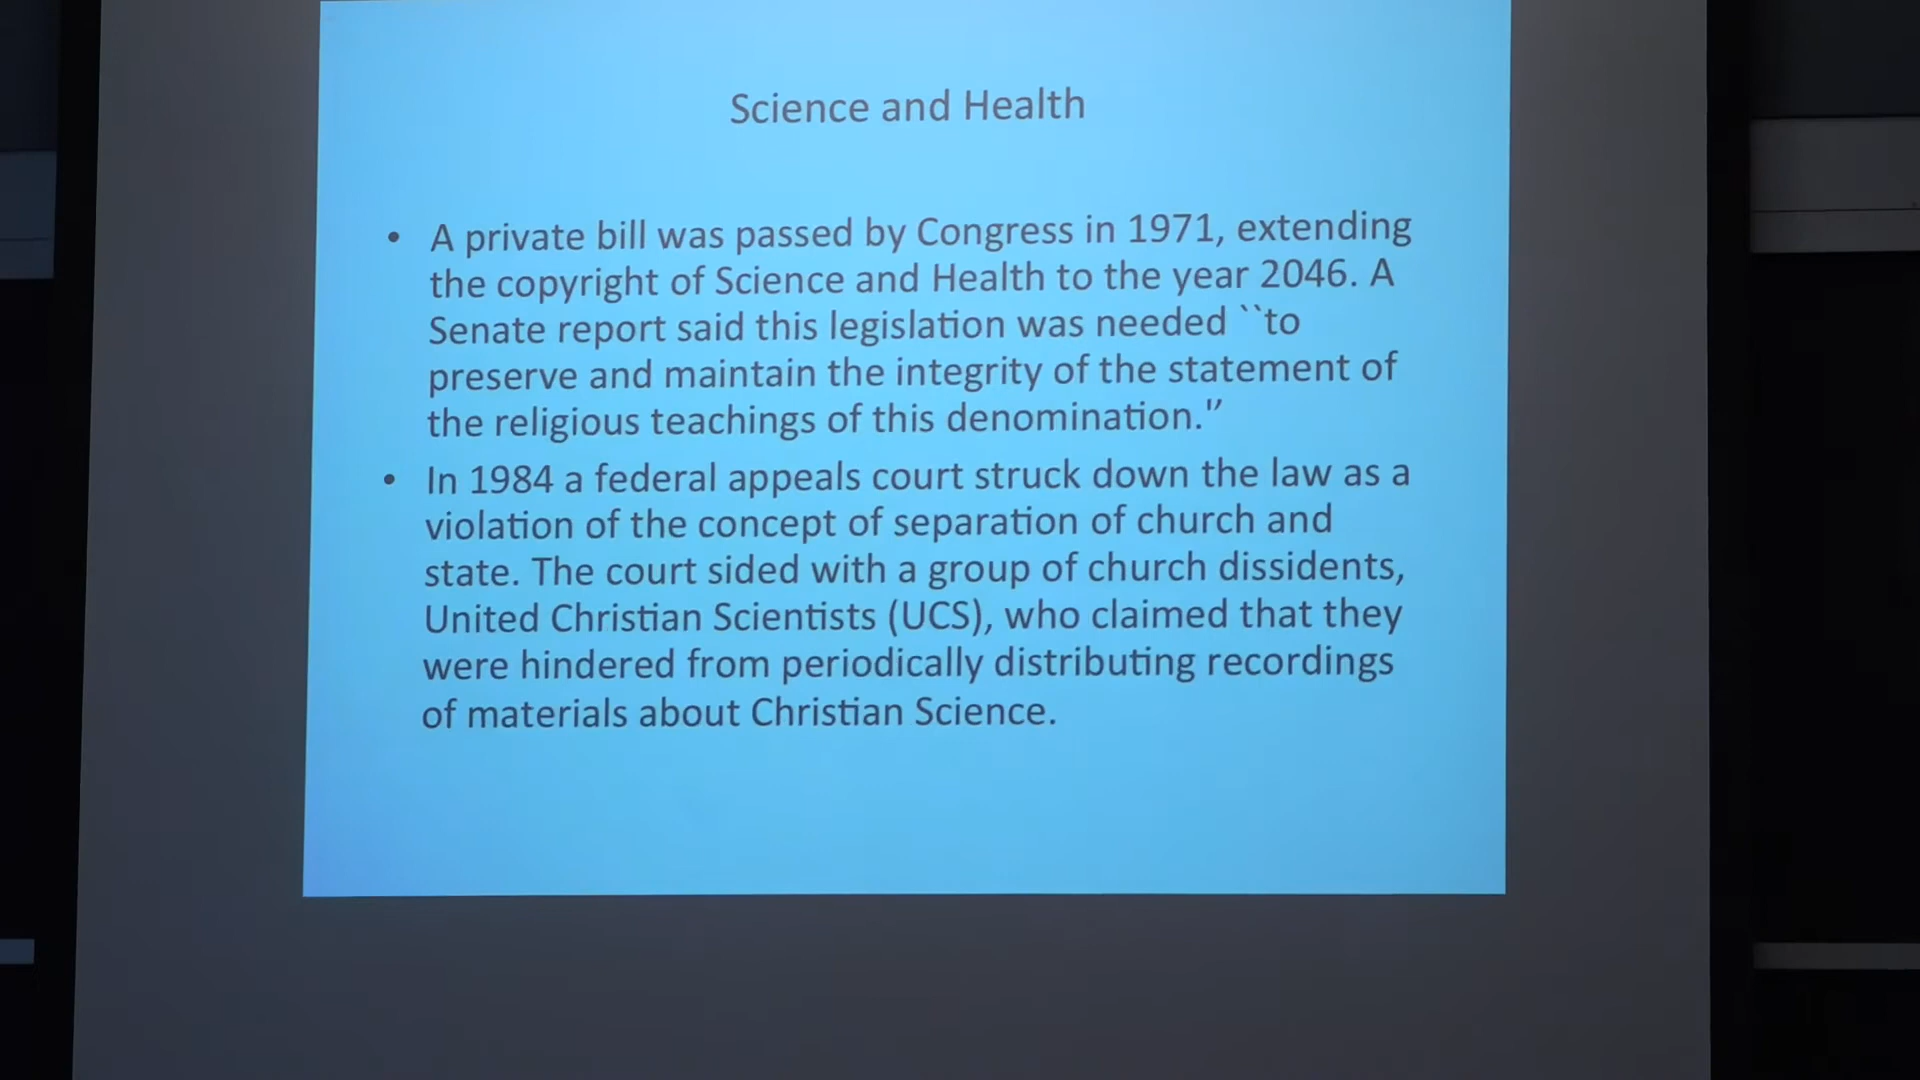 Science and Health
• A private bill was passed by Congress in 1971, extending
the copyright of Science and Health to the year 2046. A
Senate report said this legislation was needed ``to
preserve and maintain the integrity of the statement of
the religious teachings of this denomination.''
• In 1984 a federal appeals court struck down the law as a
violation of the concept of separation of church and
state. The court sided with a group of church dissidents,
United Christian Scientists (UCS), who claimed that they
were hindered from periodically distributing recordings
of materials about Christian Science.